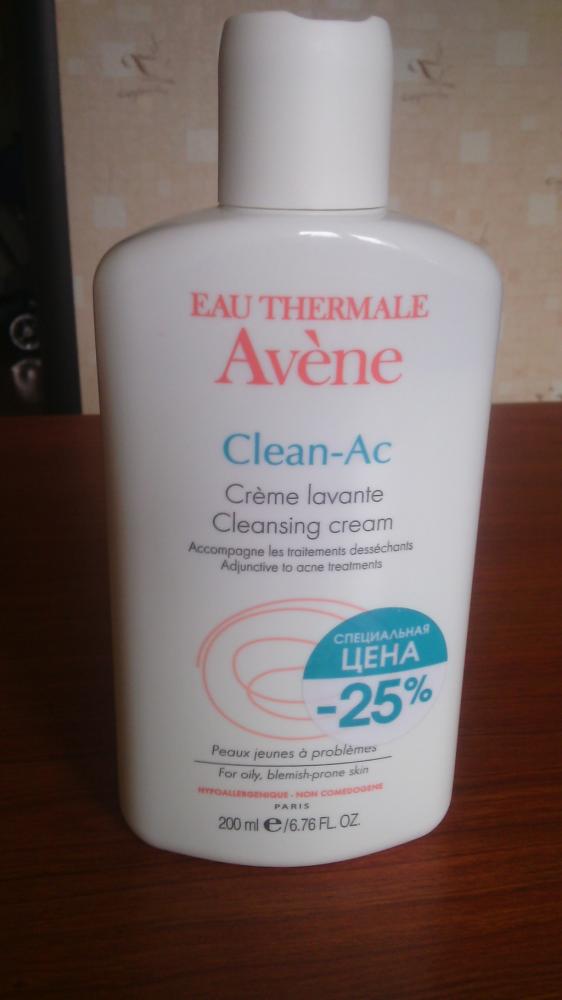 EAU THERMALE
Avène
Clean-Ac
Crème lavante
Cleansing cream
Accompagne les traitements desséchants
Adjunctive to acne treatments
СПЕЦИАЛЬНАЯ
ЦЕНА
-25%
Peaux jeunes à problèmes
For oily, blemish-prone skin
HYPOALLERGENIQUE - NON COMEDOGENE
PARIS
200 ml e/6.76 FL. OZ.